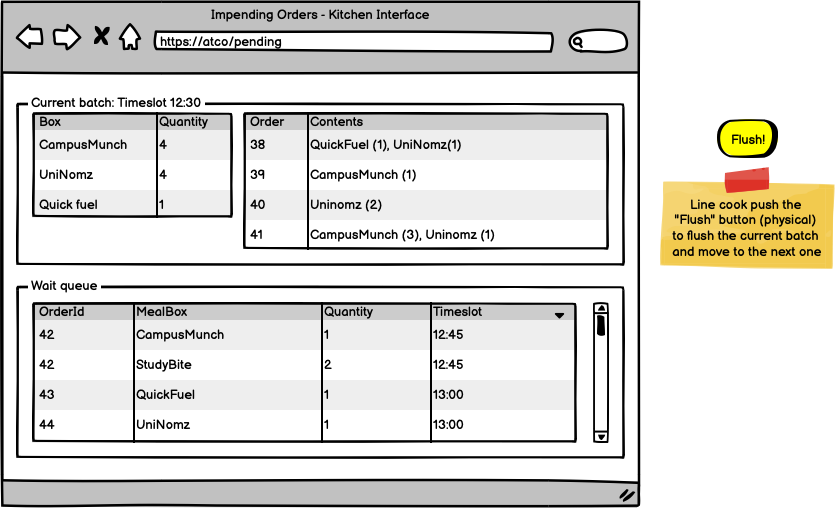 Impending Orders - Kitchen Interface
https://atco/pending
Current batch: Timeslot 12:30
Box Quantity
CampusMunch 4
UniNomz 4
Quick fuel 1
Order Contents
38 QuickFuel (1), UniNomz(1)
39 CampusMunch (1)
40 Uninomz (2)
41 CampusMunch (3), Uninomz (1)
Wait queue
OrderId MealBox Quantity Timeslot
42 CampusMunch 1 12:45
42 StudyBite 2 12:45
43 QuickFuel 1 13:00
44 UniNomz 1 13:00
Flush!
Line cook push the
"Flush" button (physical)
to flush the current batch
and move to the next one